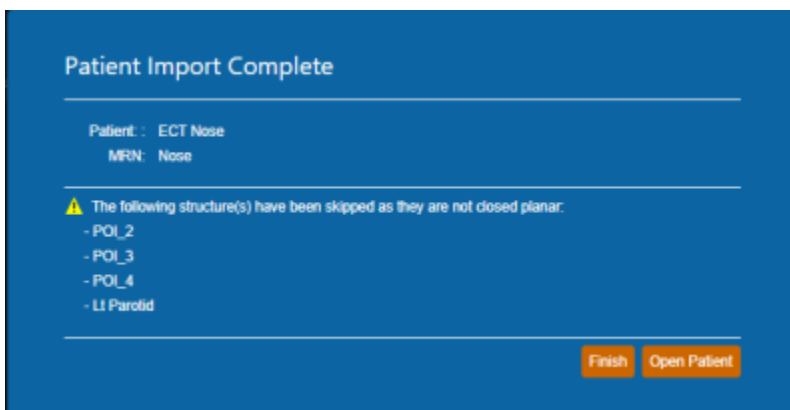 Patient Import Complete
Patient: : ECT Nose
MRN: Nose
The following structure(s) have been skipped as they are not closed planar:
- POI_2
- POI_3
- POI_4
- Lt Parotid
Finish Open Patient